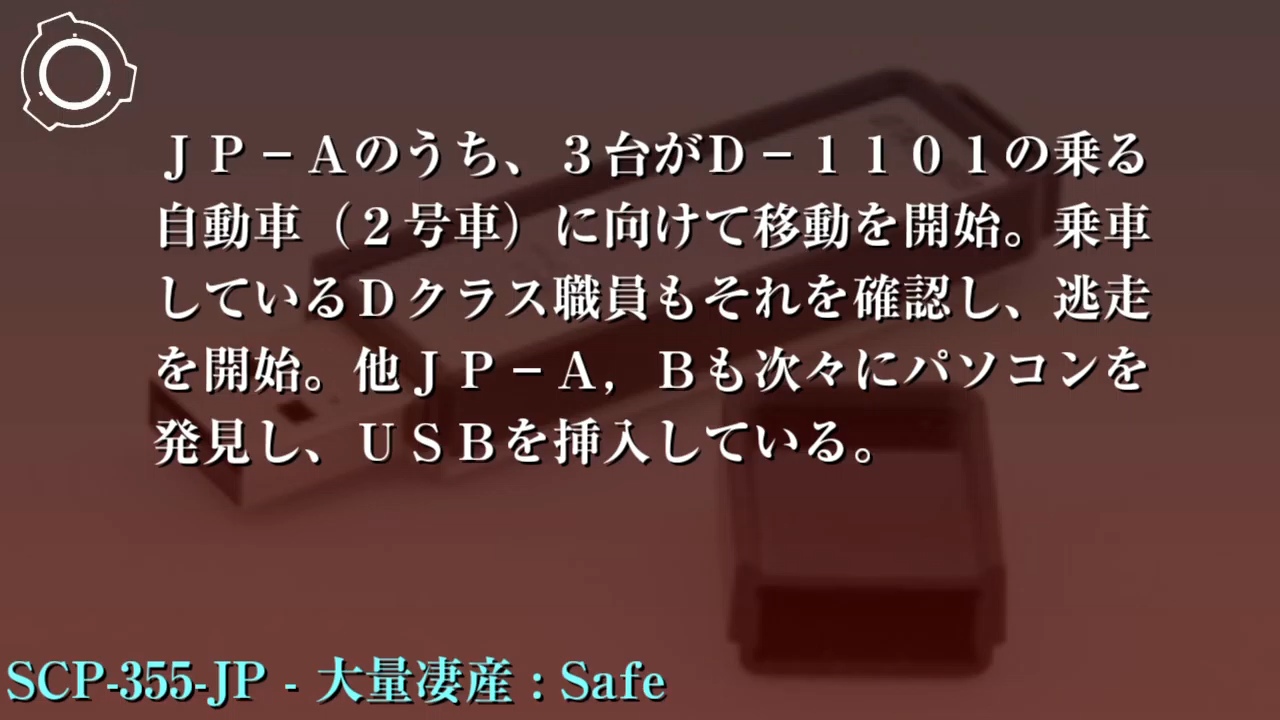 ＪＰ－Ａのうち、３台がＤ－１１０１の乗る
自動車（２号車）に向けて移動を開始。乗車
しているＤクラス職員もそれを確認し、逃走
を開始。他ＪＰ－Ａ，Ｂも次々にパソコンを
発見し、ＵＳＢを挿入している。
SCP-355-JP - 大量凄産 : Safe